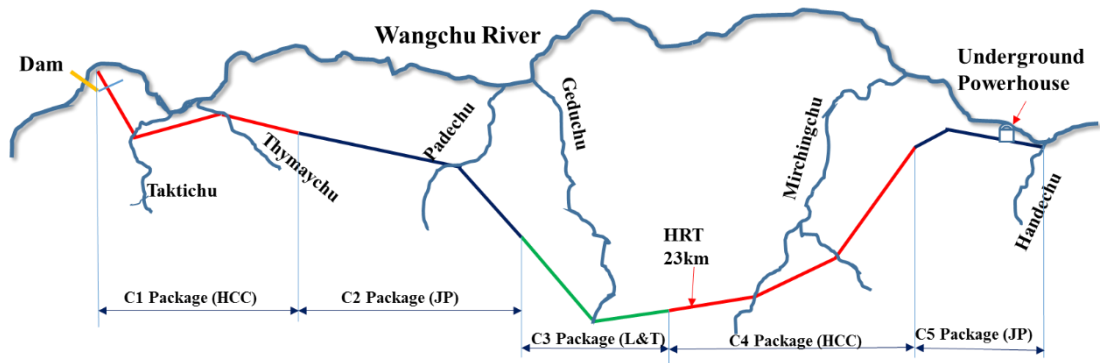 Wangchu River
Dam
Underground
Powerhouse
Geduchu
Padechu
Mirchingchu
Thymaychu
Taktichu
Handechu
HRT
23km
C1 Package (HCC)
C2 Package (JP)
C3 Package (L&T)
C4 Package (HCC)
C5 Package (JP)